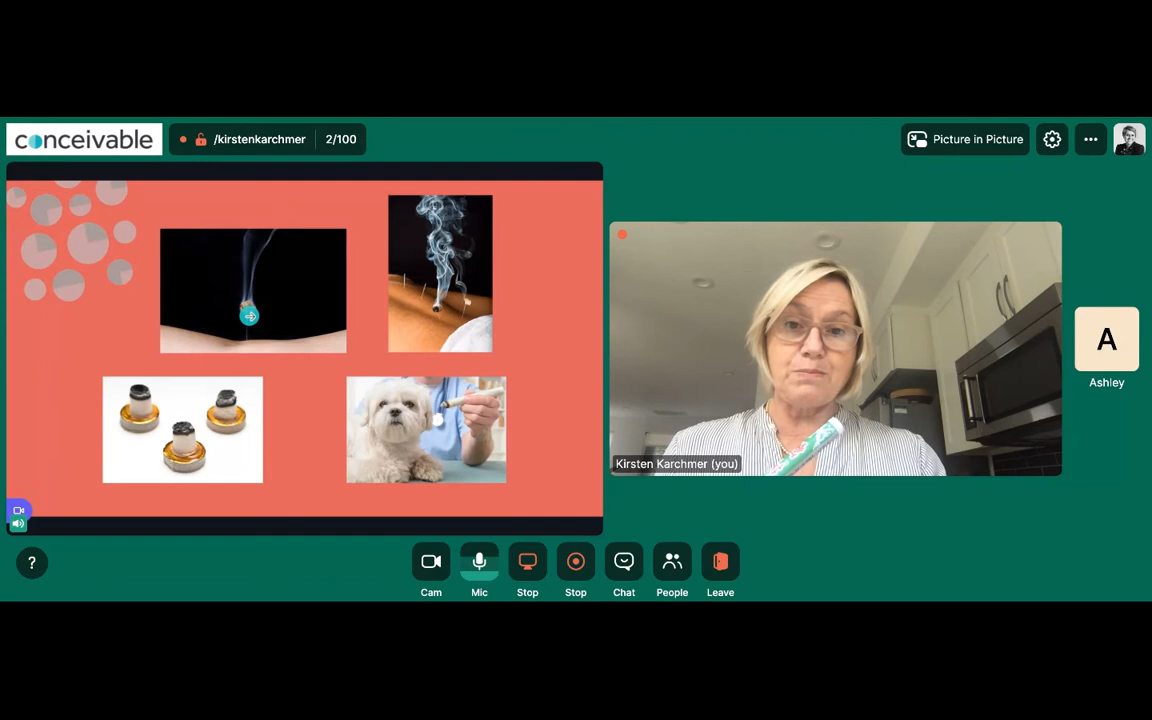 conceivable
/kirstenkarchmer
2/100
Picture in Picture
Kirsten Karchmer (you)
A
Ashley
?
Cam
Mic
Stop
Stop
Chat
People
Leave